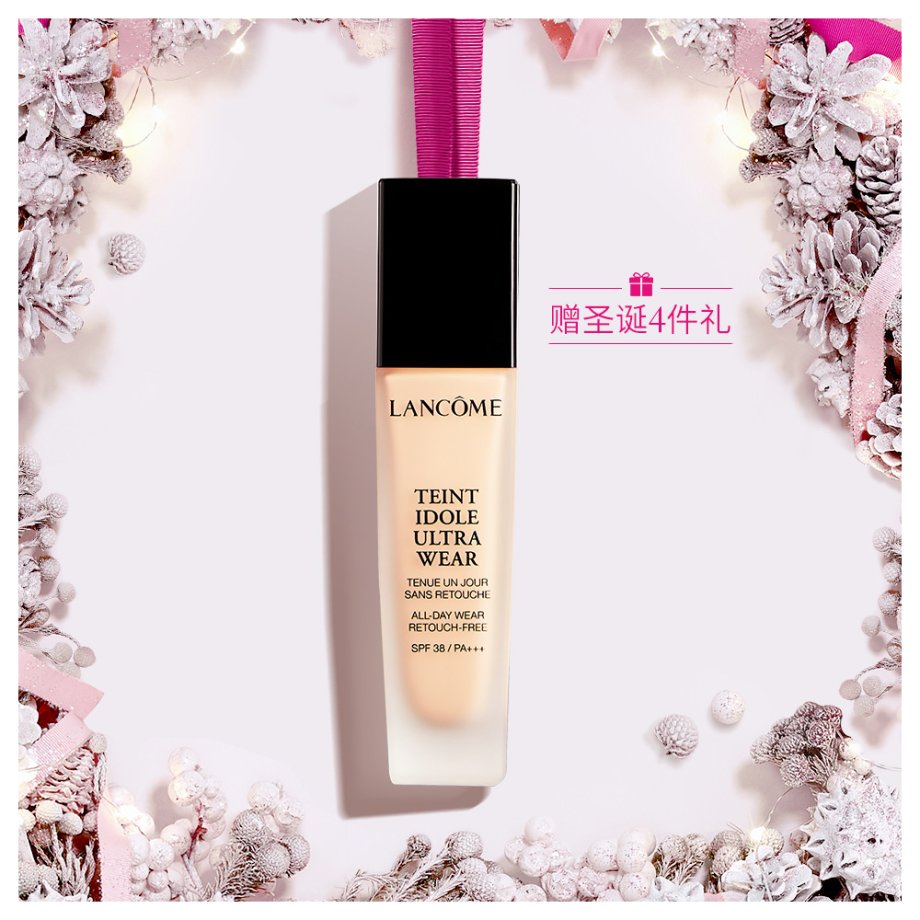 赠圣诞4件礼
LANCÔME
TEINT
IDOLE
ULTRA
WEAR
TENUE UN JOUR
SANS RETOUCHE
ALL-DAY WEAR
RETOUCH-FREE
SPF 38 / PA+++